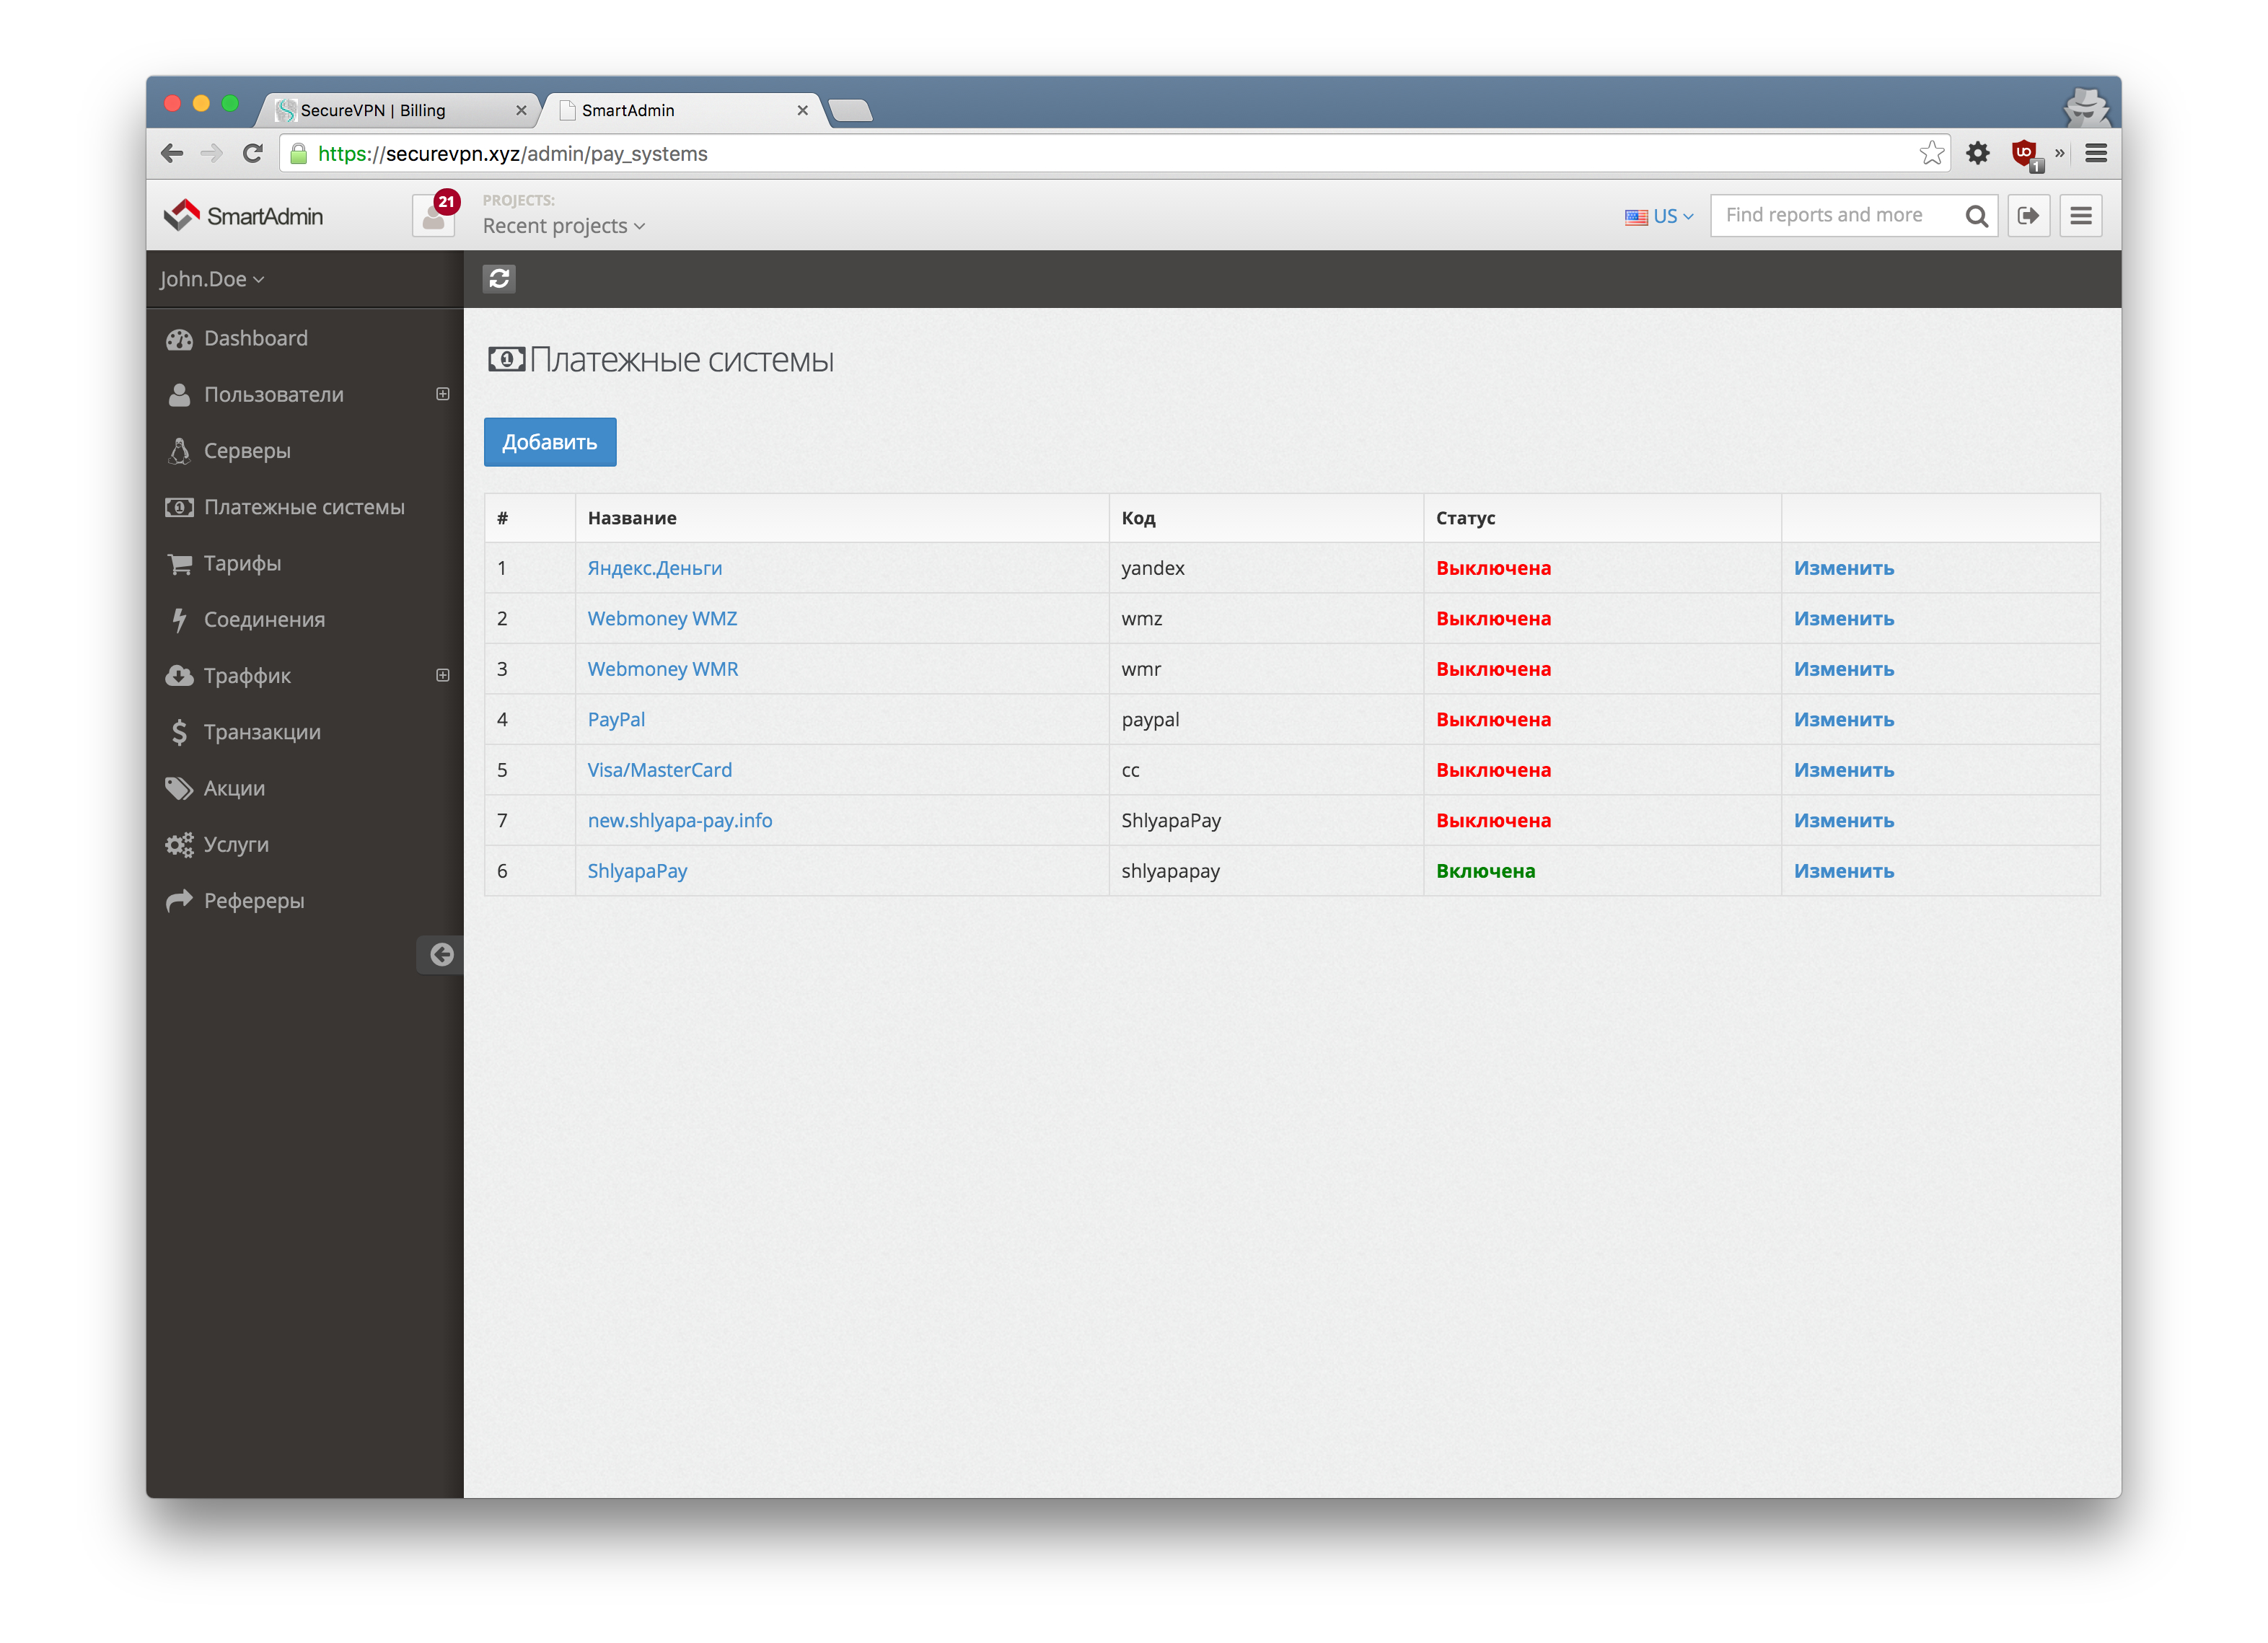 SecureVPN | Billing
SmartAdmin
https://securevpn.xyz/admin/pay_systems
1
SmartAdmin
21
PROJECTS:
Recent projects
US
Find reports and more
John.Doe
Dashboard
Пользователи
Серверы
Платежные системы
Тарифы
Соединения
Траффик
Транзакции
Акции
Услуги
Рефереры
Платежные системы
Добавить
# Название Код Статус
1 Яндекс.Деньги yandex Выключена Изменить
2 Webmoney WMZ wmz Выключена Изменить
3 Webmoney WMR wmr Выключена Изменить
4 PayPal paypal Выключена Изменить
5 Visa/MasterCard cc Выключена Изменить
7 new.shlyapa-pay.info ShlyapaPay Выключена Изменить
6 ShlyapaPay shlyapapay Включена Изменить